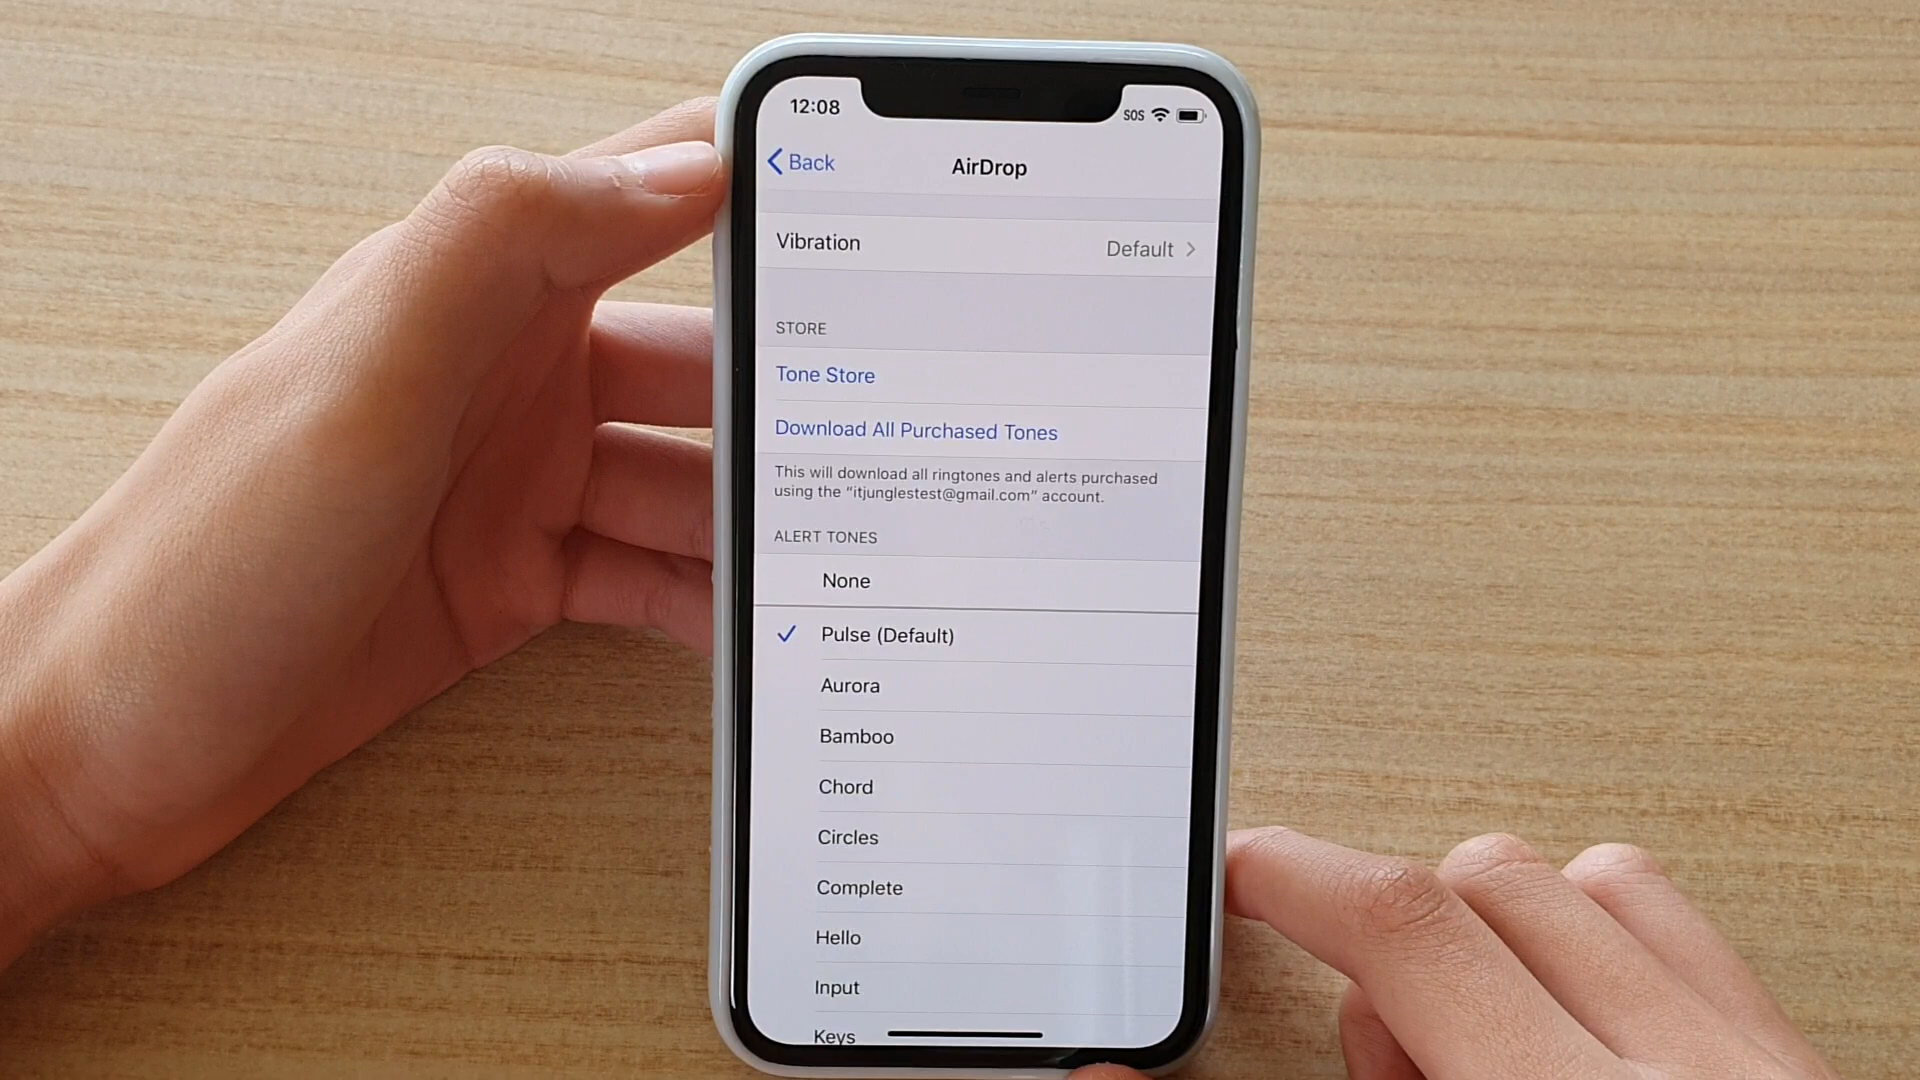 12:08
SOS
Back
AirDrop
Vibration
Default
STORE
Tone Store
Download All Purchased Tones
This will download all ringtones and alerts purchased
using the “itjunglestest@gmail.com” account.
ALERT TONES
None
Pulse (Default)
Aurora
Bamboo
Chord
Circles
Complete
Hello
Input
Keys